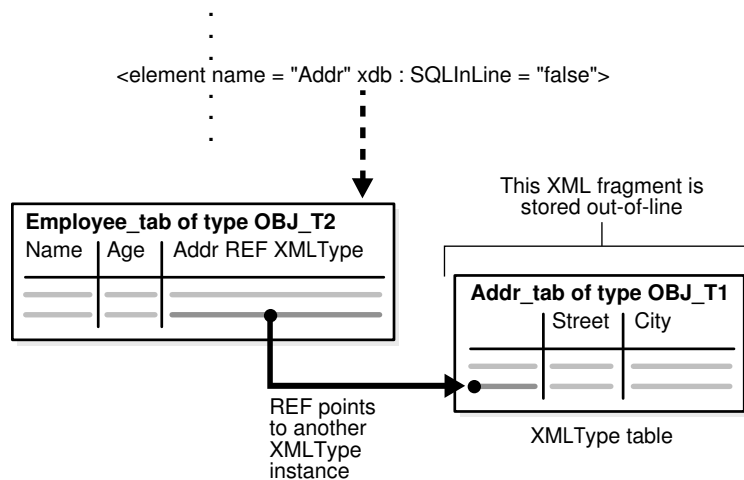 <element name = "Addr" xdb : SQLInLine = "false">
This XML fragment is
stored out-of-line
Employee_tab of type OBJ_T2
Name Age Addr REF XMLType
Addr_tab of type OBJ_T1
Street City
REF points
to another
XMLType
instance
XMLType table